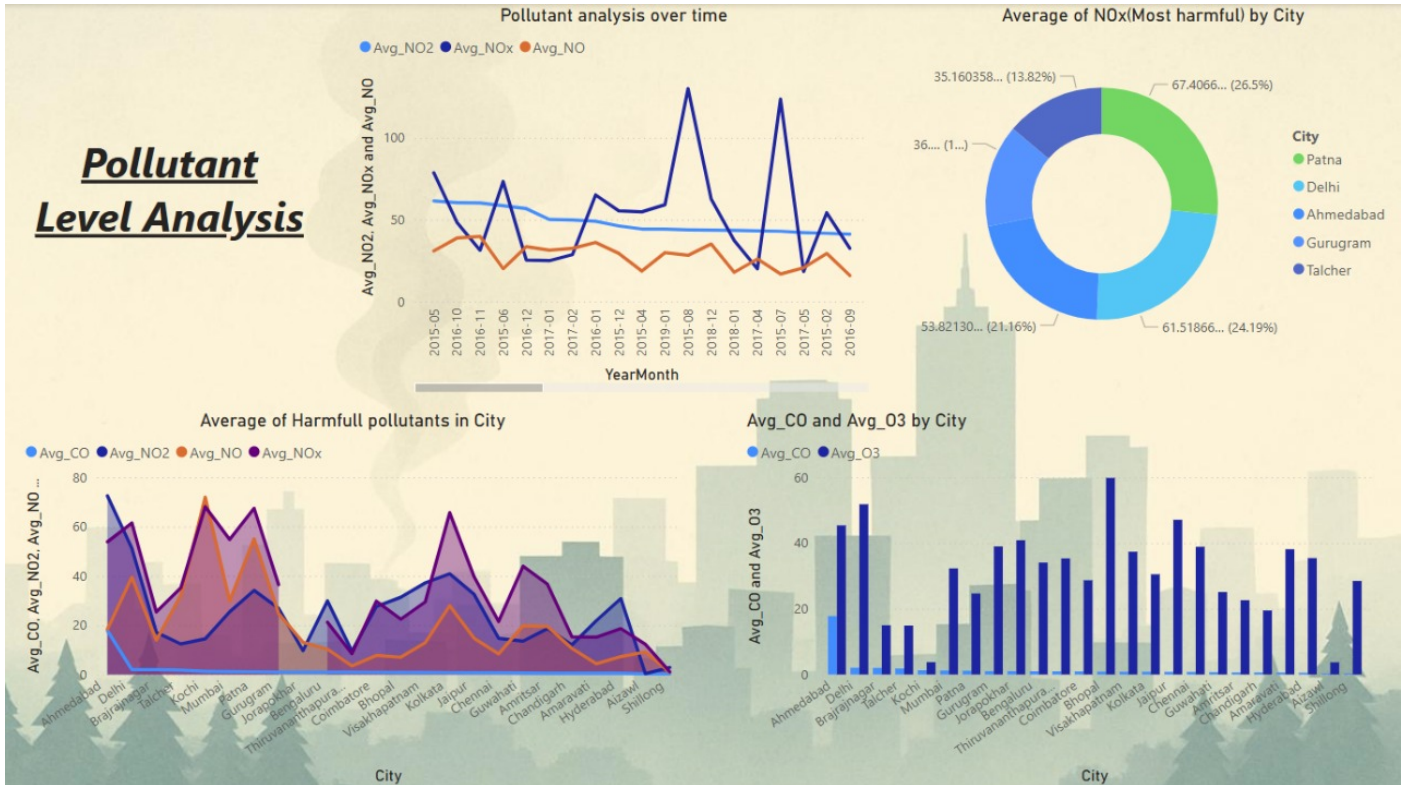 Pollutant
Level Analysis
Pollutant analysis over time
Avg_NO2 Avg_NOx Avg_NO
Avg_NO2, Avg_NOx and Avg_NO
100
50
0
2015-05 2016-10 2016-11 2015-06 2016-12 2017-01 2017-02 2016-01 2015-12 2015-04 2019-01 2015-08 2018-12 2018-01 2017-04 2015-07 2017-05 2015-02 2016-09
YearMonth
Average of NOx(Most harmful) by City
35.160358... (13.82%)
67.4066... (26.5%)
36.... (1...)
53.82130... (21.16%)
61.51866... (24.19%)
City
Patna
Delhi
Ahmedabad
Gurugram
Talcher
Average of Harmfull pollutants in City
Avg_CO Avg_NO2 Avg_NO Avg_NOx
Avg_CO, Avg_NO2, Avg_NO ...
80
60
40
20
0
Ahmedabad Delhi Brajrajnagar Talcher Kochi Mumbai Patna Gurugram Jorapokhar Bengaluru Thiruvananthapura... Coimbatore Bhopal Visakhapatnam Kolkata Jaipur Chennai Guwahati Amritsar Chandigarh Amaravati Hyderabad Aizawl Shillong
City
Avg_CO and Avg_O3 by City
Avg_CO Avg_O3
Avg_CO and Avg_O3
60
40
20
0
Ahmedabad Delhi Brajrajnagar Talcher Kochi Mumbai Patna Gurugram Jorapokhar Bengaluru Thiruvananthapura... Coimbatore Bhopal Visakhapatnam Kolkata Jaipur Chennai Guwahati Amritsar Chandigarh Amaravati Hyderabad Aizawl Shillong
City